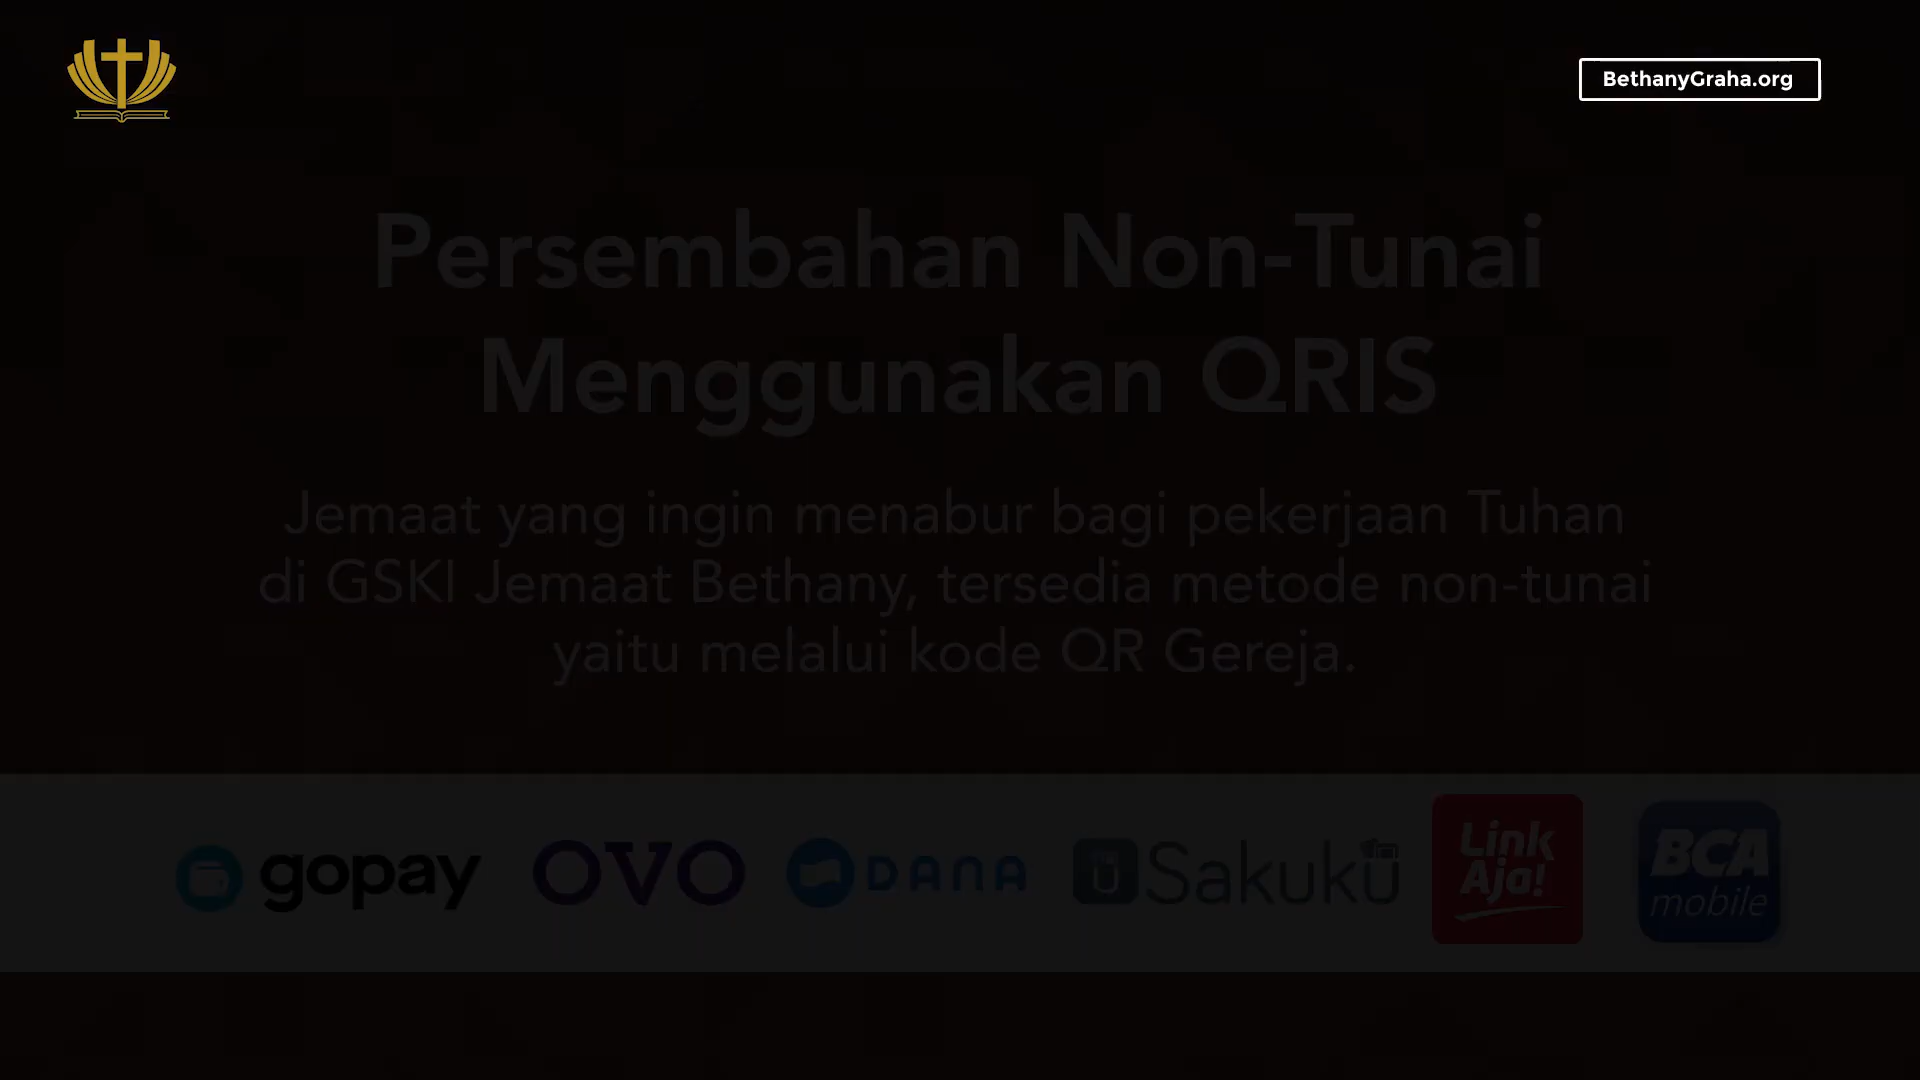 BethanyGraha.org
Persembahan Non-Tunai
Menggunakan QRIS
Jemaat yang ingin menabur bagi pekerjaan Tuhan
di GSKI Jemaat Bethany, tersedia metode non-tunai
yaitu melalui kode QR Gereja.
gopay OVO DANA Sakuku Link Aja! BCA mobile